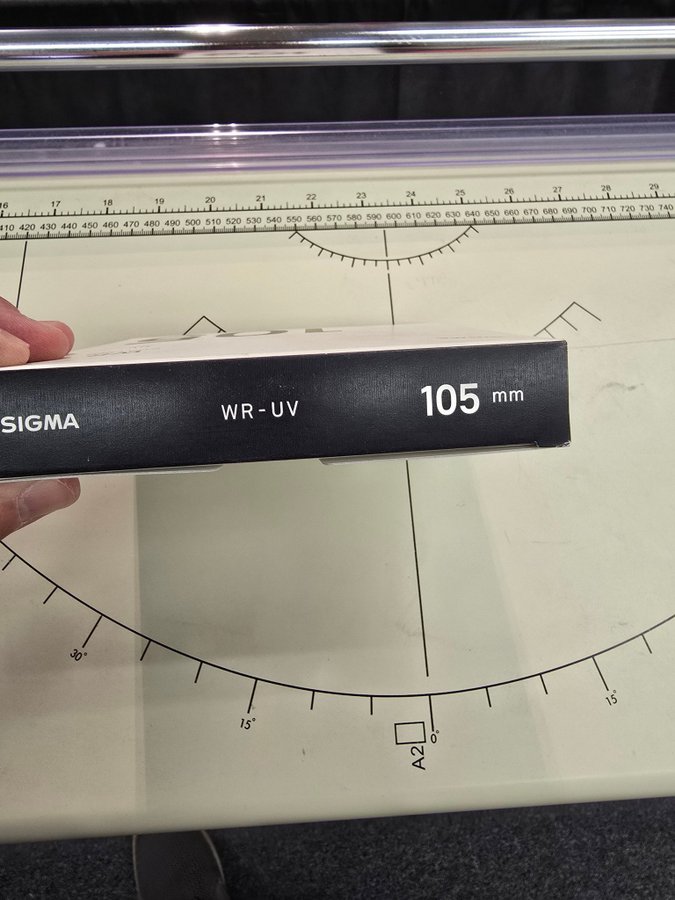 16 17 18 19 20 21 22 23 24 25 26 27 28 29
410 420 430 440 450 460 470 480 490 500 510 520 530 540 550 560 570 580 590 600 610 620 630 640 650 660 670 680 690 700 710 720 730 740
105
SIGMA WR-UV 105 mm
30° 15° 0° 15°
A2